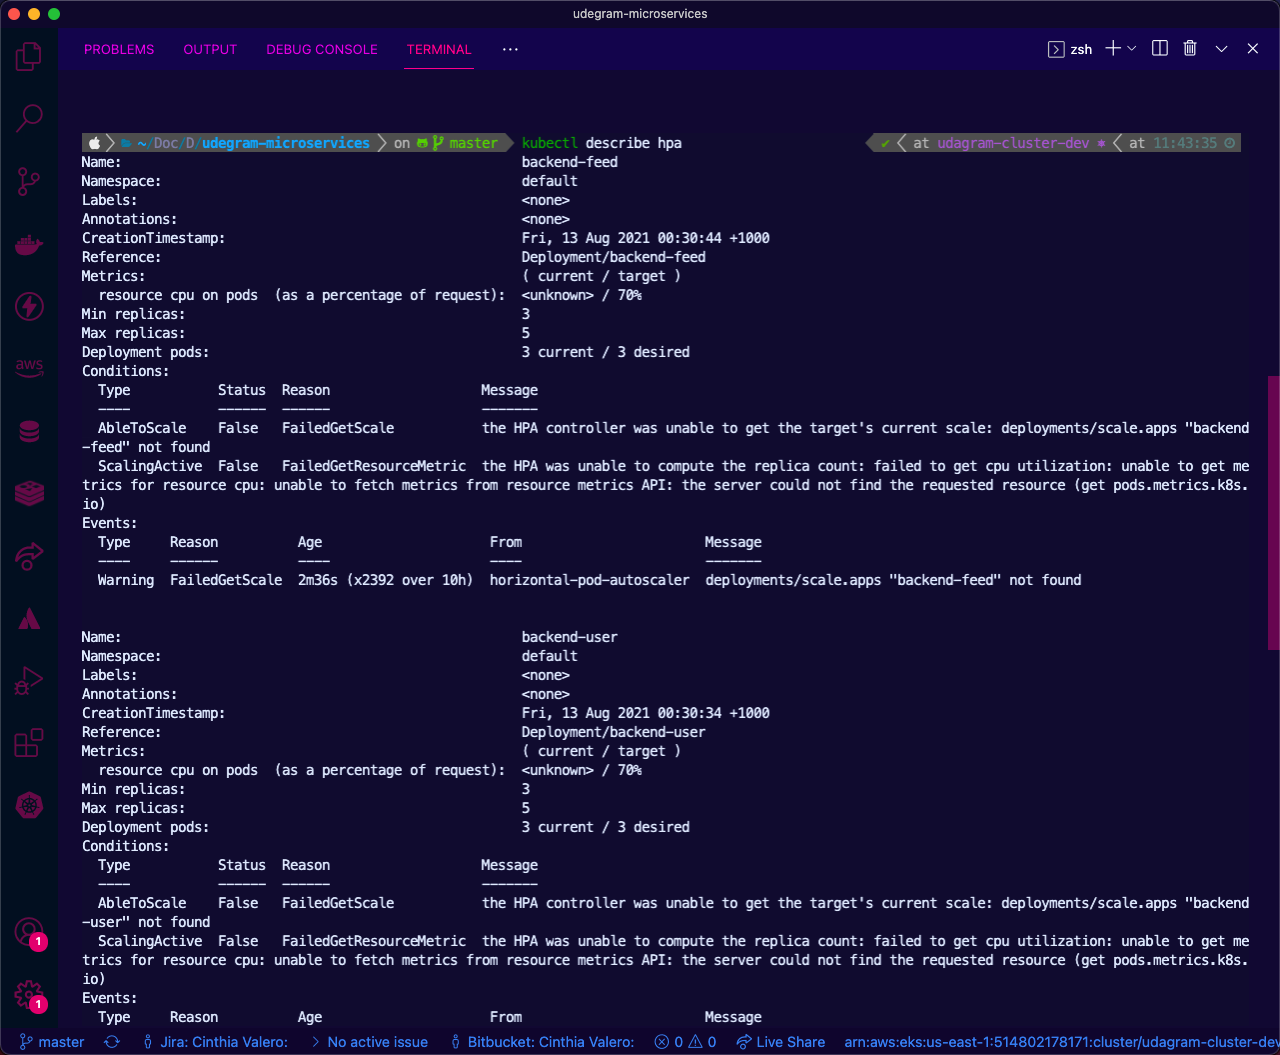 udegram-microservices
PROBLEMS OUTPUT DEBUG CONSOLE TERMINAL ··· zsh
~/Doc/D/udegram-microservices on master kubectl describe hpa ✔ at udagram-cluster-dev ⎈ at 11:43:35
Name: backend-feed
Namespace: default
Labels: <none>
Annotations: <none>
CreationTimestamp: Fri, 13 Aug 2021 00:30:44 +1000
Reference: Deployment/backend-feed
Metrics: ( current / target )
resource cpu on pods (as a percentage of request): <unknown> / 70%
Min replicas: 3
Max replicas: 5
Deployment pods: 3 current / 3 desired
Conditions:
Type Status Reason Message
---- ------ ------ -------
AbleToScale False FailedGetScale the HPA controller was unable to get the target's current scale: deployments/scale.apps "backend
-feed" not found
ScalingActive False FailedGetResourceMetric the HPA was unable to compute the replica count: failed to get cpu utilization: unable to get me
trics for resource cpu: unable to fetch metrics from resource metrics API: the server could not find the requested resource (get pods.metrics.k8s.
io)
Events:
Type Reason Age From Message
---- ------ ---- ---- -------
Warning FailedGetScale 2m36s (x2392 over 10h) horizontal-pod-autoscaler deployments/scale.apps "backend-feed" not found
Name: backend-user
Namespace: default
Labels: <none>
Annotations: <none>
CreationTimestamp: Fri, 13 Aug 2021 00:30:34 +1000
Reference: Deployment/backend-user
Metrics: ( current / target )
resource cpu on pods (as a percentage of request): <unknown> / 70%
Min replicas: 3
Max replicas: 5
Deployment pods: 3 current / 3 desired
Conditions:
Type Status Reason Message
---- ------ ------ -------
AbleToScale False FailedGetScale the HPA controller was unable to get the target's current scale: deployments/scale.apps "backend
-user" not found
ScalingActive False FailedGetResourceMetric the HPA was unable to compute the replica count: failed to get cpu utilization: unable to get me
trics for resource cpu: unable to fetch metrics from resource metrics API: the server could not find the requested resource (get pods.metrics.k8s.
io)
Events:
Type Reason Age From Message
aws
1
1
master Jira: Cinthia Valero: No active issue Bitbucket: Cinthia Valero: 0 0 Live Share arn:aws:eks:us-east-1:514802178171:cluster/udagram-cluster-dev